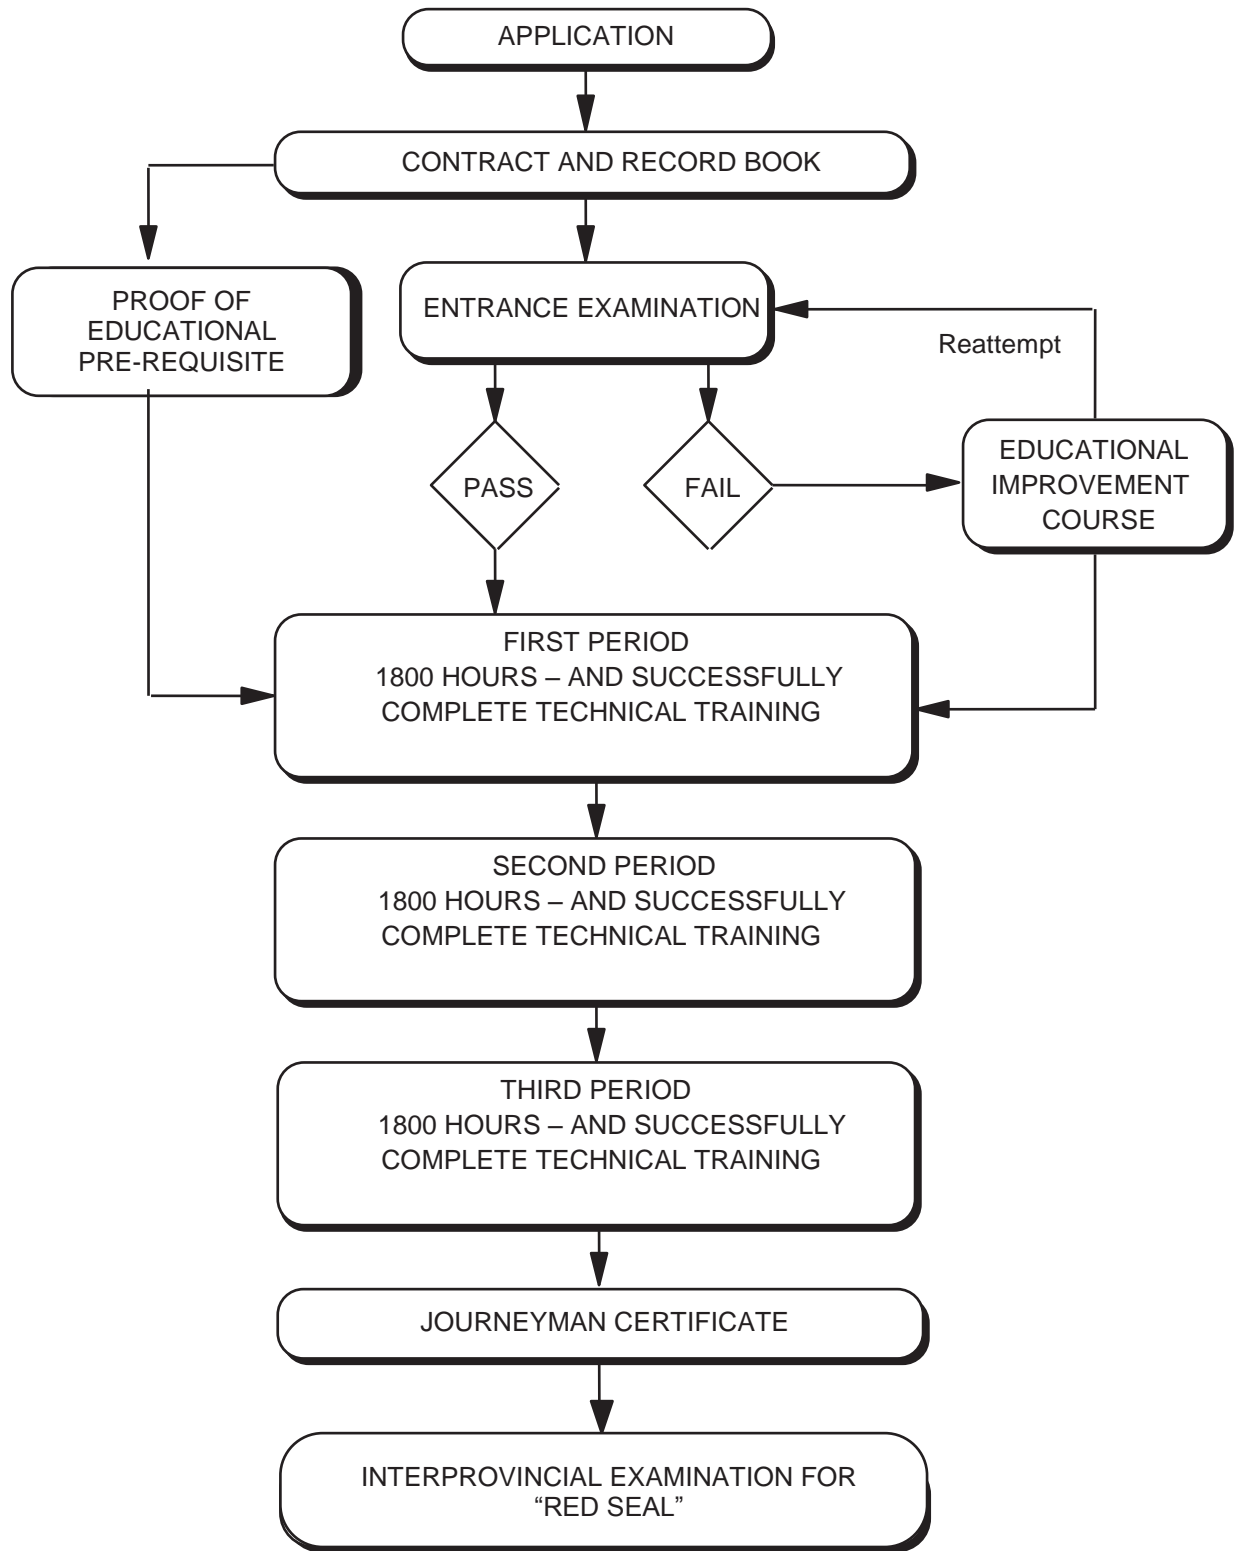 APPLICATION
CONTRACT AND RECORD BOOK
PROOF OF
EDUCATIONAL
PRE-REQUISITE
ENTRANCE EXAMINATION
Reattempt
PASS
FAIL
EDUCATIONAL
IMPROVEMENT
COURSE
FIRST PERIOD
1800 HOURS – AND SUCCESSFULLY
COMPLETE TECHNICAL TRAINING
SECOND PERIOD
1800 HOURS – AND SUCCESSFULLY
COMPLETE TECHNICAL TRAINING
THIRD PERIOD
1800 HOURS – AND SUCCESSFULLY
COMPLETE TECHNICAL TRAINING
JOURNEYMAN CERTIFICATE
INTERPROVINCIAL EXAMINATION FOR
“RED SEAL”